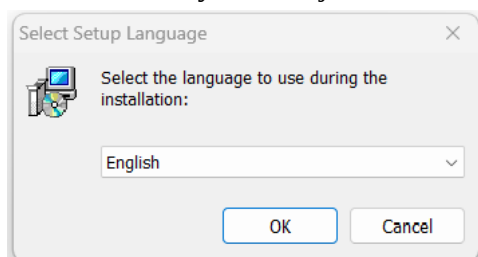 Select Setup Language
Select the language to use during the
installation:
English
OK
Cancel